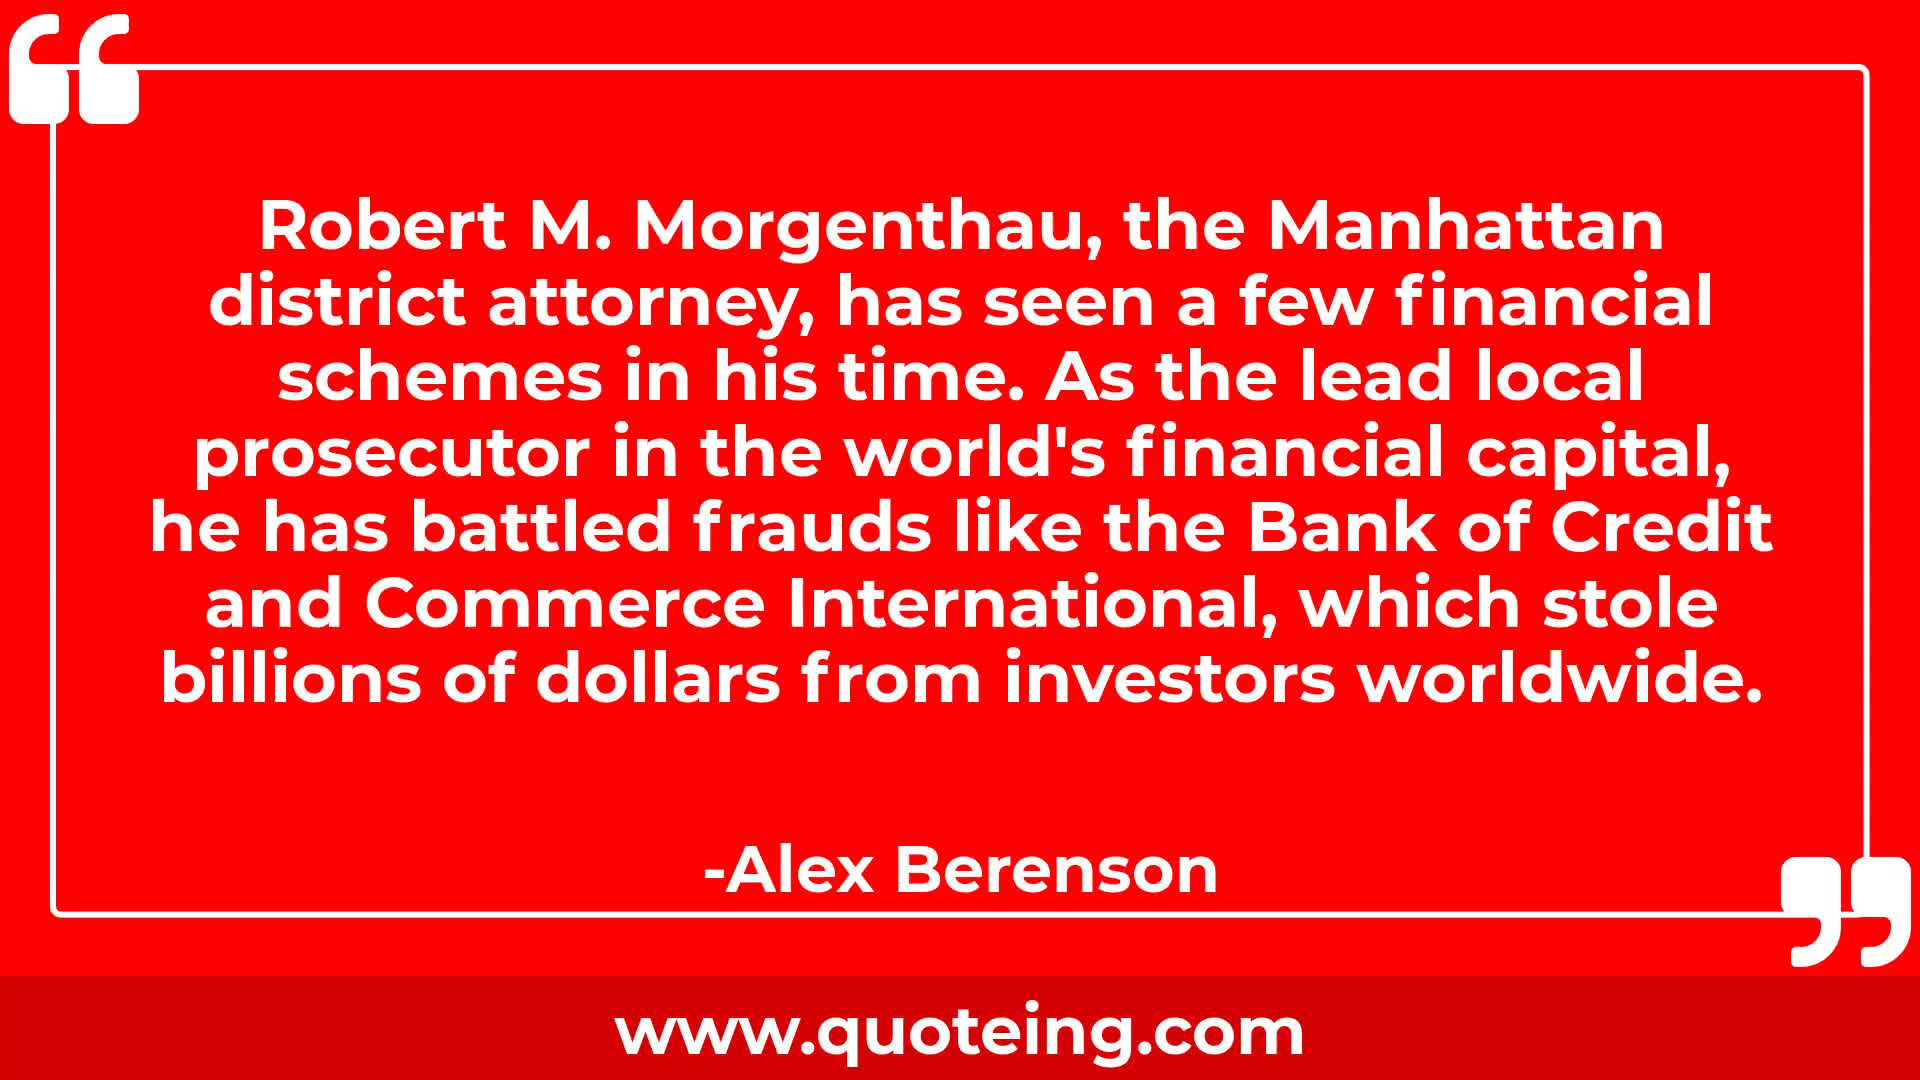 Robert M. Morgenthau, the Manhattan
district attorney, has seen a few financial
schemes in his time. As the lead local
prosecutor in the world's financial capital,
he has battled frauds like the Bank of Credit
and Commerce International, which stole
billions of dollars from investors worldwide.
-Alex Berenson
www.quoteing.com